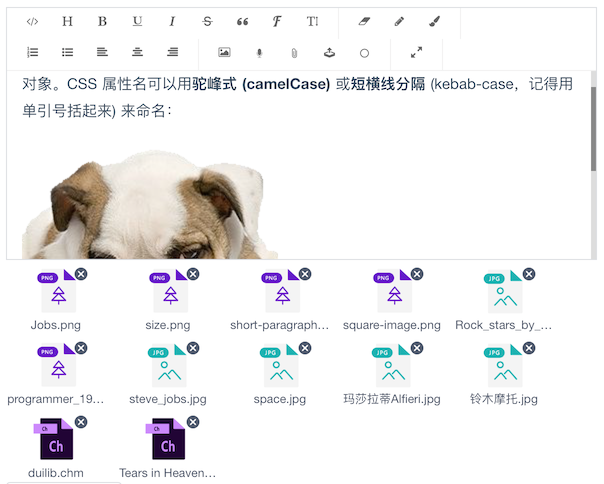 </> H B U I S “ F TI
对象。CSS 属性名可以用驼峰式 (camelCase) 或短横线分隔 (kebab-case，记得用
单引号括起来) 来命名：
PNG PNG PNG PNG JPG
Jobs.png size.png short-paragraph... square-image.png Rock_stars_by_...
PNG JPG JPG JPG JPG
programmer_19... steve_jobs.jpg space.jpg 玛莎拉蒂Alfieri.jpg 铃木摩托.jpg
Ch Ch
Ch Ch
duilib.chm Tears in Heaven...